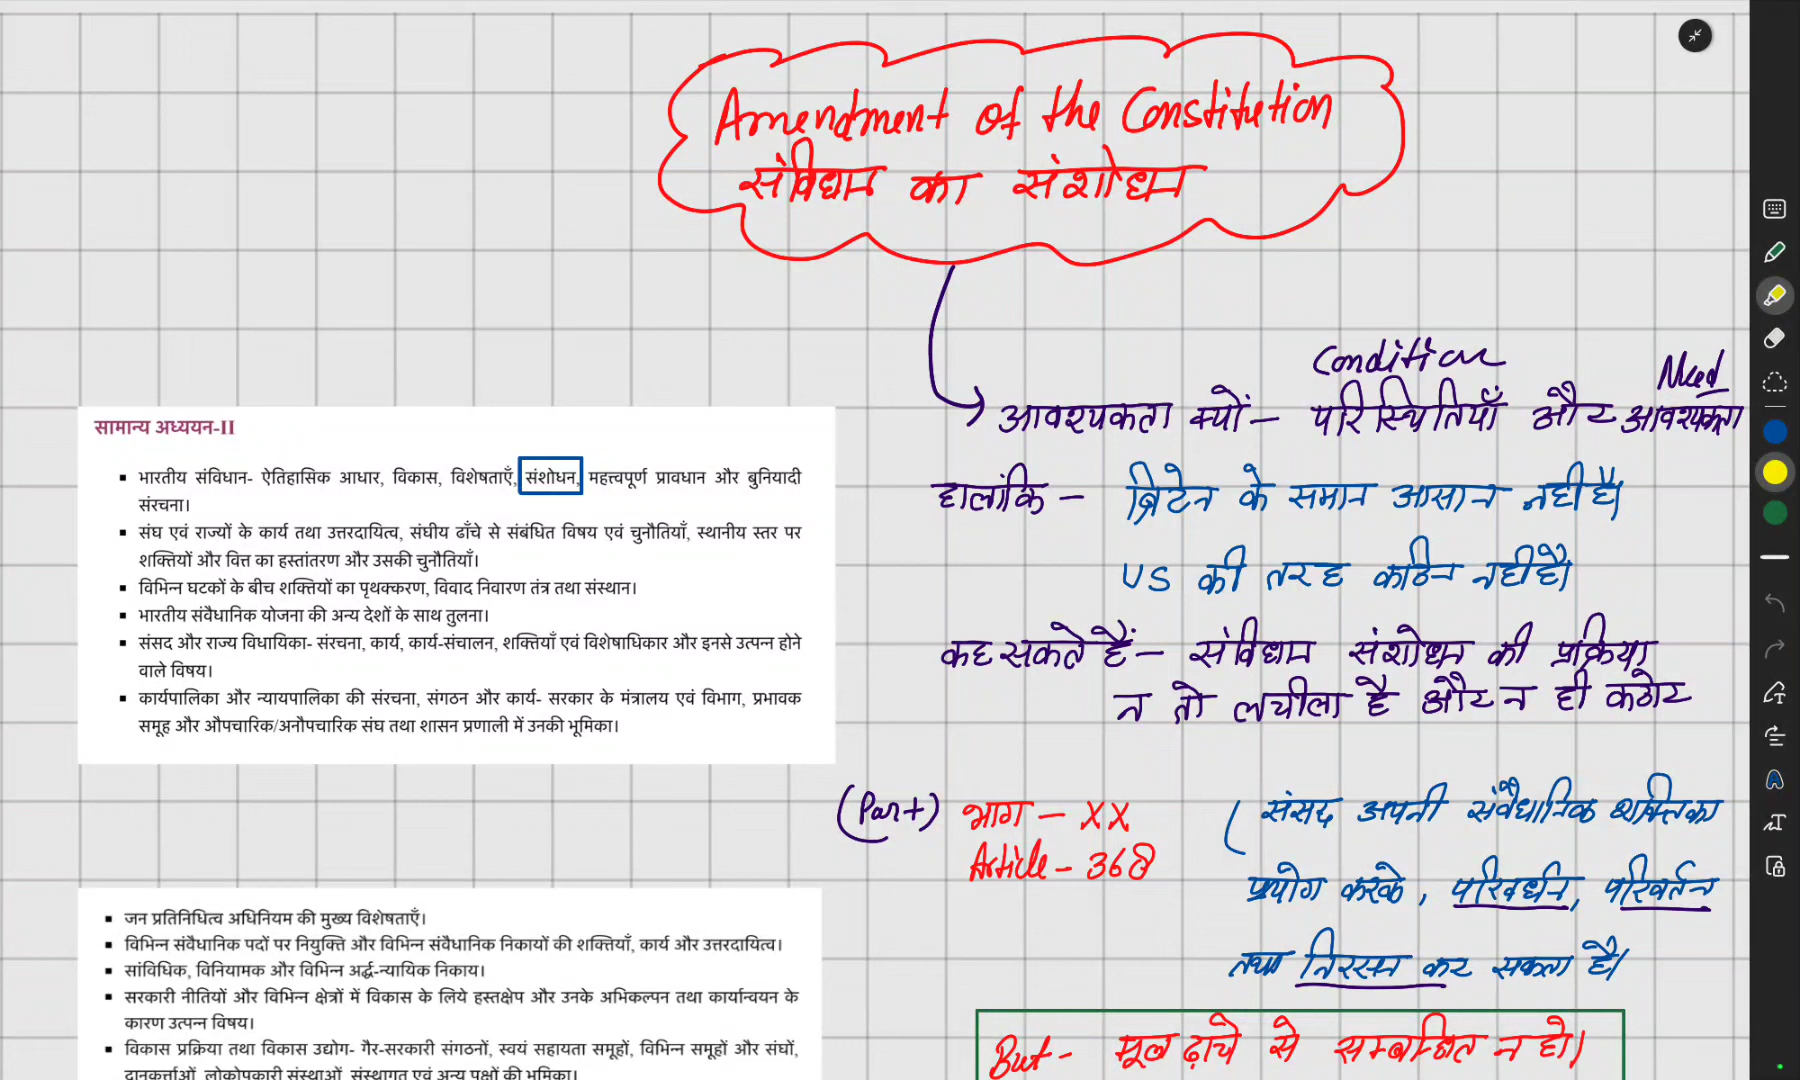 Amendment of the Constitution
संविधान का संशोधन
Condition
Need
आवश्यकता क्यों – परिस्थितियाँ और आवश्यकता
हालांकि – ब्रिटेन के समान आसान नहीं है।
US की तरह कठिन नहीं है।
कह सकते हैं – संविधान संशोधन की प्रक्रिया
न तो लचीला है और न ही कठोर
(Part) भाग – XX
Article – 368
(संसद अपनी संवैधानिक शक्ति का
प्रयोग करके, परिवर्धन, परिवर्तन
तथा निरसन कर सकता है।
But – मूल ढ़ांचे से सम्बन्धित न हो।
सामान्य अध्ययन-II
▪ भारतीय संविधान- ऐतिहासिक आधार, विकास, विशेषताएँ, संशोधन, महत्त्वपूर्ण प्रावधान और बुनियादी
संरचना।
▪ संघ एवं राज्यों के कार्य तथा उत्तरदायित्व, संघीय ढाँचे से संबंधित विषय एवं चुनौतियाँ, स्थानीय स्तर पर
शक्तियों और वित्त का हस्तांतरण और उसकी चुनौतियाँ।
▪ विभिन्न घटकों के बीच शक्तियों का पृथक्करण, विवाद निवारण तंत्र तथा संस्थान।
▪ भारतीय संवैधानिक योजना की अन्य देशों के साथ तुलना।
▪ संसद और राज्य विधायिका- संरचना, कार्य, कार्य-संचालन, शक्तियाँ एवं विशेषाधिकार और इनसे उत्पन्न होने
वाले विषय।
▪ कार्यपालिका और न्यायपालिका की संरचना, संगठन और कार्य- सरकार के मंत्रालय एवं विभाग, प्रभावक
समूह और औपचारिक/अनौपचारिक संघ तथा शासन प्रणाली में उनकी भूमिका।
▪ जन प्रतिनिधित्व अधिनियम की मुख्य विशेषताएँ।
▪ विभिन्न संवैधानिक पदों पर नियुक्ति और विभिन्न संवैधानिक निकायों की शक्तियाँ, कार्य और उत्तरदायित्व।
▪ सांविधिक, विनियामक और विभिन्न अर्द्ध-न्यायिक निकाय।
▪ सरकारी नीतियों और विभिन्न क्षेत्रों में विकास के लिये हस्तक्षेप और उनके अभिकल्पन तथा कार्यान्वयन के
कारण उत्पन्न विषय।
▪ विकास प्रक्रिया तथा विकास उद्योग- गैर-सरकारी संगठनों, स्वयं सहायता समूहों, विभिन्न समूहों और संघों,
दानकर्त्ताओं, लोकोपकारी संस्थाओं, संस्थागत एवं अन्य पक्षों की भूमिका।